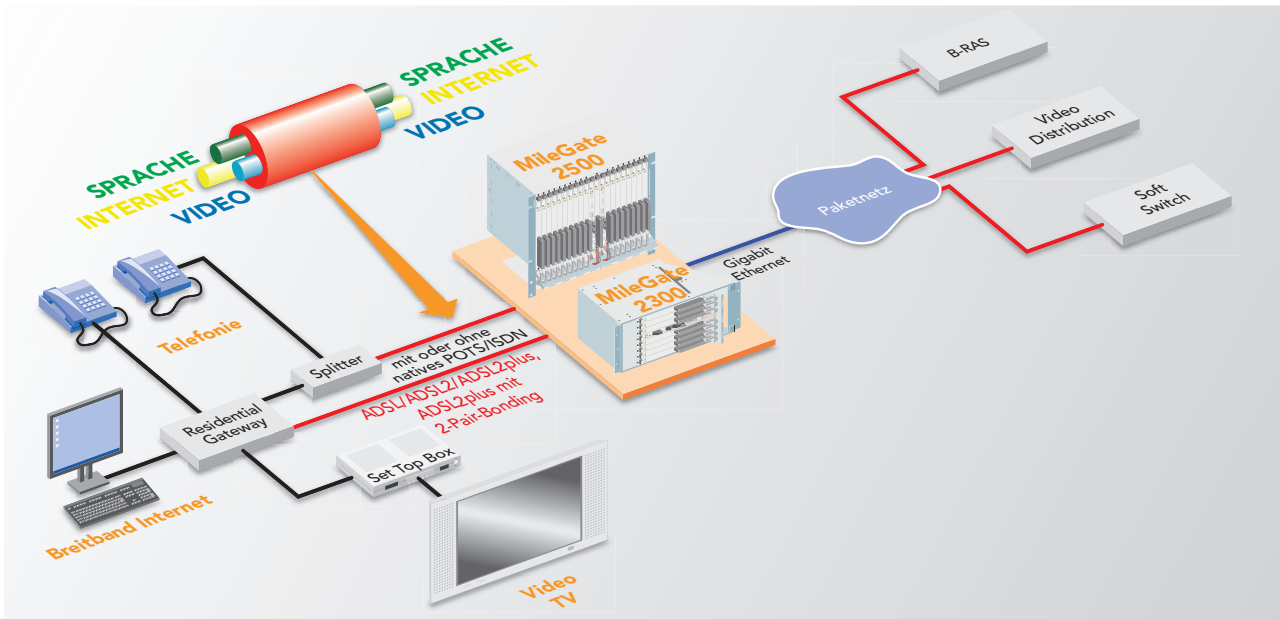 SPRACHE
INTERNET
VIDEO
SPRACHE
INTERNET
VIDEO
MileGate
2500
MileGate
2300
Gigabit
Ethernet
Paketnetz
B-RAS
Video
Distribution
Soft
Switch
Telefonie
Splitter
mit oder ohne
natives POTS/ISDN
ADSL/ADSL2/ADSL2plus,
ADSL2plus mit
2-Pair-Bonding
Residential
Gateway
Set Top Box
Breitband Internet
Video
TV